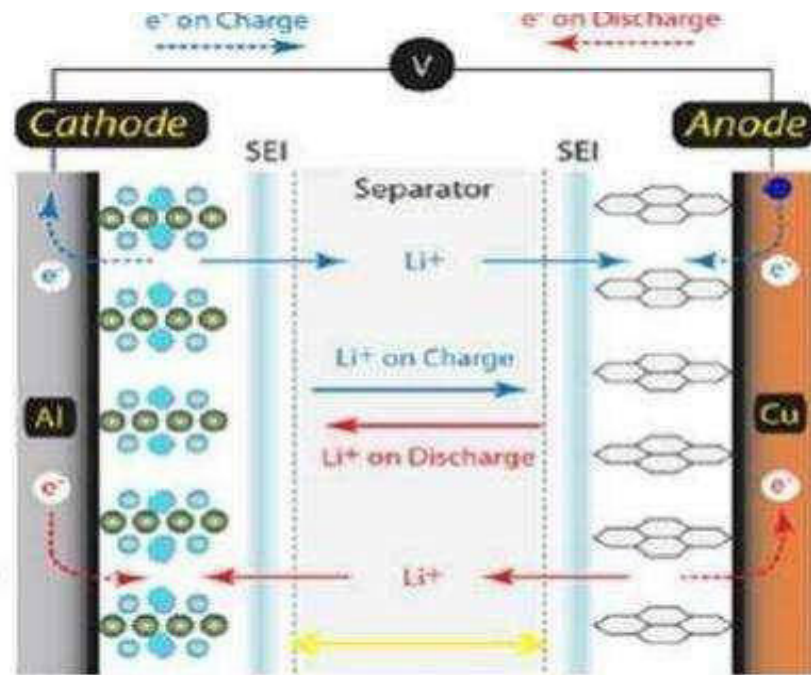 e⁻ on Charge
e⁻ on Discharge
V
Cathode
Anode
SEI
SEI
Separator
Li⁺
e⁻
e⁻
Li⁺ on Charge
Al
Cu
Li⁺ on Discharge
e⁻
e⁻
Li⁺